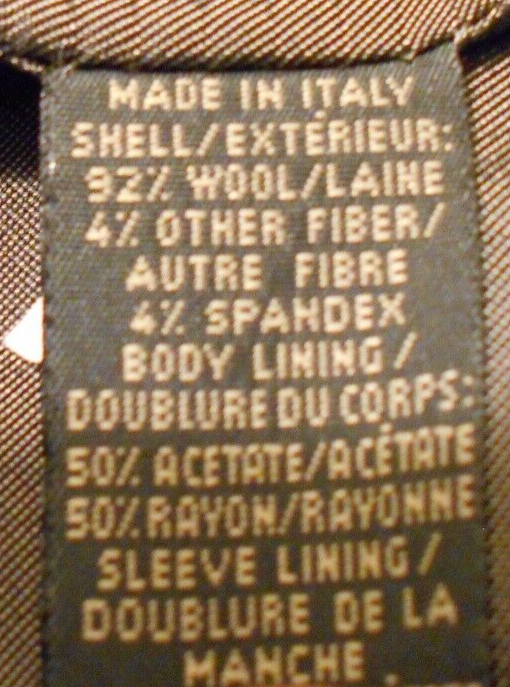 MADE IN ITALY
SHELL/EXTÉRIEUR:
92% WOOL/LAINE
4% OTHER FIBER/
AUTRE FIBRE
4% SPANDEX
BODY LINING/
DOUBLURE DU CORPS:
50% ACETATE/ACÉTATE
50% RAYON/RAYONNE
SLEEVE LINING/
DOUBLURE DE LA
MANCHE